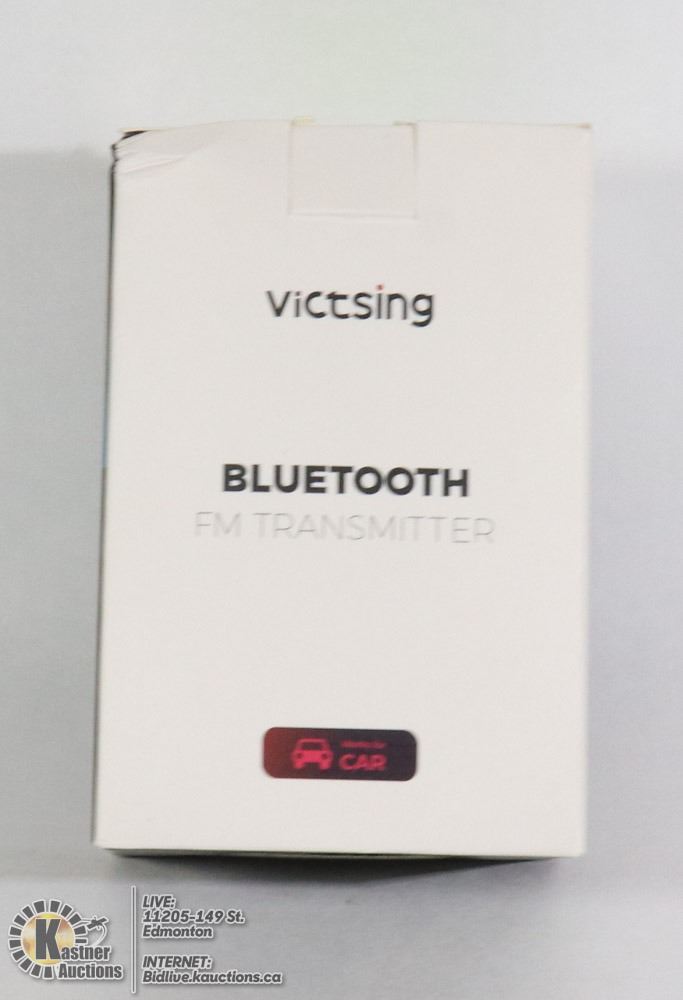 Victsing
BLUETOOTH
FM TRANSMITTER
CAR
Kastner
Auctions
LIVE:
11205-149 St.
Edmonton
INTERNET:
Bidlive.kauctions.ca